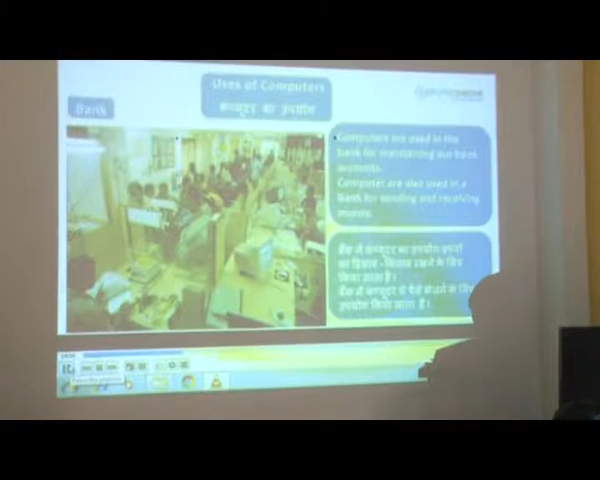 Uses of Computers
कम्प्यूटर का उपयोग
Bank
Computers are used in the
bank for maintaining our bank
accounts.
Computer are also used in a
Bank for sending and receiving
money.
बैंक में कम्प्यूटर का उपयोग रुपयों
का हिसाब - किताब रखने के लिए
किया जाता है।
बैंक में कम्प्यूटर से पैसे भेजने के लिए
उपयोग किया जाता है।